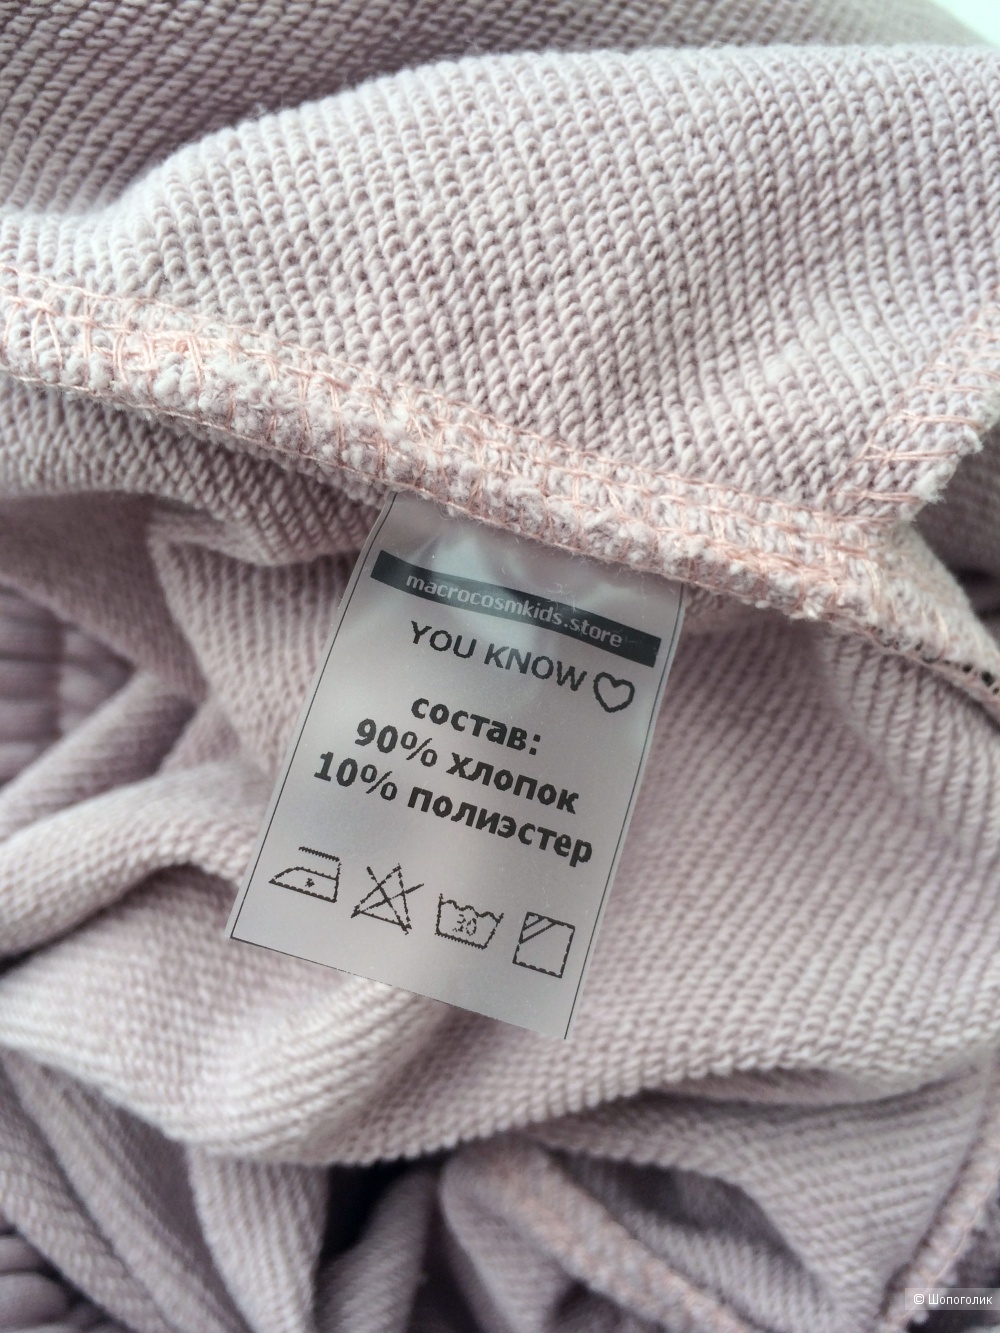 macrocosmkids.store
YOU KNOW
состав:
90% хлопок
10% полиэстер
30
© Шопоголик